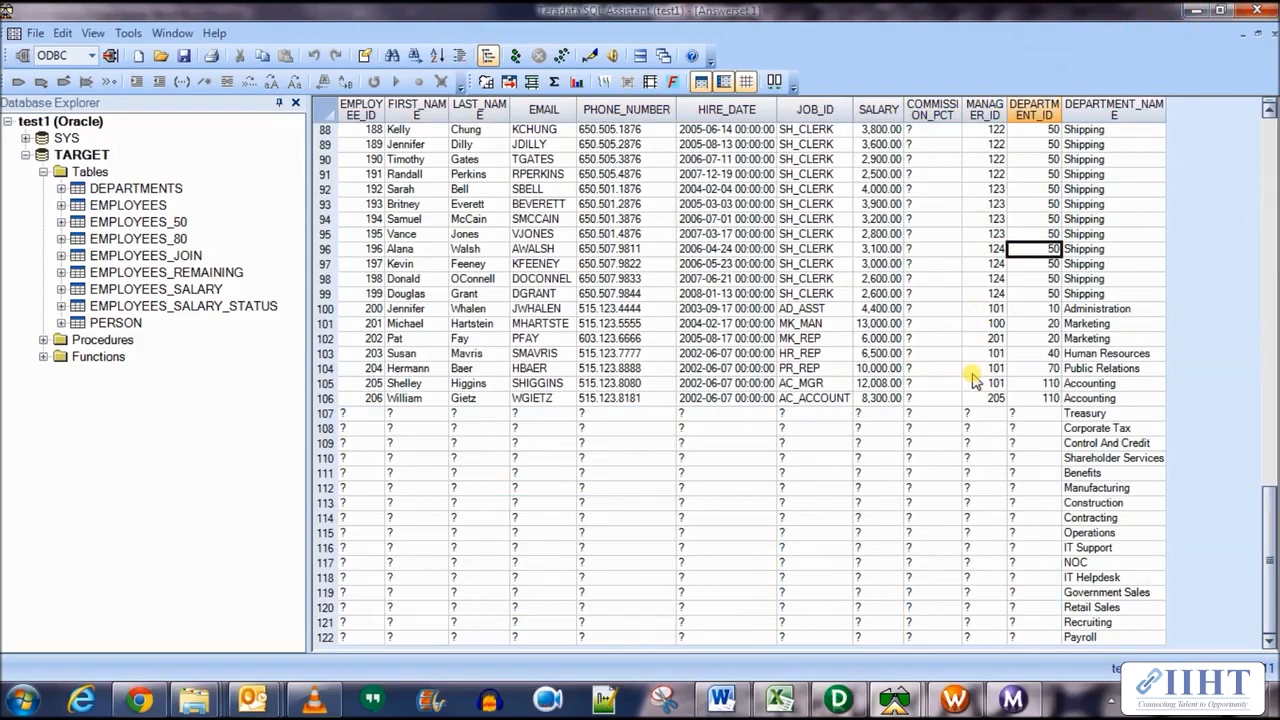 Teradata SQL Assistant (test1) - [Answerset 1]
File Edit View Tools Window Help
ODBC
Database Explorer
test1 (Oracle)
SYS
TARGET
Tables
DEPARTMENTS
EMPLOYEES
EMPLOYEES_50
EMPLOYEES_80
EMPLOYEES_JOIN
EMPLOYEES_REMAINING
EMPLOYEES_SALARY
EMPLOYEES_SALARY_STATUS
PERSON
Procedures
Functions
EMPLOYEE_ID FIRST_NAME LAST_NAME EMAIL PHONE_NUMBER HIRE_DATE JOB_ID SALARY COMMISSION_PCT MANAGER_ID DEPARTMENT_ID DEPARTMENT_NAME
88 188 Kelly Chung KCHUNG 650.505.1876 2005-06-14 00:00:00 SH_CLERK 3,800.00 ? 122 50 Shipping
89 189 Jennifer Dilly JDILLY 650.505.2876 2005-08-13 00:00:00 SH_CLERK 3,600.00 ? 122 50 Shipping
90 190 Timothy Gates TGATES 650.505.3876 2006-07-11 00:00:00 SH_CLERK 2,900.00 ? 122 50 Shipping
91 191 Randall Perkins RPERKINS 650.505.4876 2007-12-19 00:00:00 SH_CLERK 2,500.00 ? 122 50 Shipping
92 192 Sarah Bell SBELL 650.501.1876 2004-02-04 00:00:00 SH_CLERK 4,000.00 ? 123 50 Shipping
93 193 Britney Everett BEVERETT 650.501.2876 2005-03-03 00:00:00 SH_CLERK 3,900.00 ? 123 50 Shipping
94 194 Samuel McCain SMCCAIN 650.501.3876 2006-07-01 00:00:00 SH_CLERK 3,200.00 ? 123 50 Shipping
95 195 Vance Jones VJONES 650.501.4876 2007-03-17 00:00:00 SH_CLERK 2,800.00 ? 123 50 Shipping
96 196 Alana Walsh AWALSH 650.507.9811 2006-04-24 00:00:00 SH_CLERK 3,100.00 ? 124 50 Shipping
97 197 Kevin Feeney KFEENEY 650.507.9822 2006-05-23 00:00:00 SH_CLERK 3,000.00 ? 124 50 Shipping
98 198 Donald OConnell DOCONNEL 650.507.9833 2007-06-21 00:00:00 SH_CLERK 2,600.00 ? 124 50 Shipping
99 199 Douglas Grant DGRANT 650.507.9844 2008-01-13 00:00:00 SH_CLERK 2,600.00 ? 124 50 Shipping
100 200 Jennifer Whalen JWHALEN 515.123.4444 2003-09-17 00:00:00 AD_ASST 4,400.00 ? 101 10 Administration
101 201 Michael Hartstein MHARTSTE 515.123.5555 2004-02-17 00:00:00 MK_MAN 13,000.00 ? 100 20 Marketing
102 202 Pat Fay PFAY 603.123.6666 2005-08-17 00:00:00 MK_REP 6,000.00 ? 201 20 Marketing
103 203 Susan Mavris SMAVRIS 515.123.7777 2002-06-07 00:00:00 HR_REP 6,500.00 ? 101 40 Human Resources
104 204 Hermann Baer HBAER 515.123.8888 2002-06-07 00:00:00 PR_REP 10,000.00 ? 101 70 Public Relations
105 205 Shelley Higgins SHIGGINS 515.123.8080 2002-06-07 00:00:00 AC_MGR 12,008.00 ? 101 110 Accounting
106 206 William Gietz WGIETZ 515.123.8181 2002-06-07 00:00:00 AC_ACCOUNT 8,300.00 ? 205 110 Accounting
107 ? ? ? ? ? ? ? ? ? ? ? Treasury
108 ? ? ? ? ? ? ? ? ? ? ? Corporate Tax
109 ? ? ? ? ? ? ? ? ? ? ? Control And Credit
110 ? ? ? ? ? ? ? ? ? ? ? Shareholder Services
111 ? ? ? ? ? ? ? ? ? ? ? Benefits
112 ? ? ? ? ? ? ? ? ? ? ? Manufacturing
113 ? ? ? ? ? ? ? ? ? ? ? Construction
114 ? ? ? ? ? ? ? ? ? ? ? Contracting
115 ? ? ? ? ? ? ? ? ? ? ? Operations
116 ? ? ? ? ? ? ? ? ? ? ? IT Support
117 ? ? ? ? ? ? ? ? ? ? ? NOC
118 ? ? ? ? ? ? ? ? ? ? ? IT Helpdesk
119 ? ? ? ? ? ? ? ? ? ? ? Government Sales
120 ? ? ? ? ? ? ? ? ? ? ? Retail Sales
121 ? ? ? ? ? ? ? ? ? ? ? Recruiting
122 ? ? ? ? ? ? ? ? ? ? ? Payroll
IIHT
Connecting Talent to Opportunity